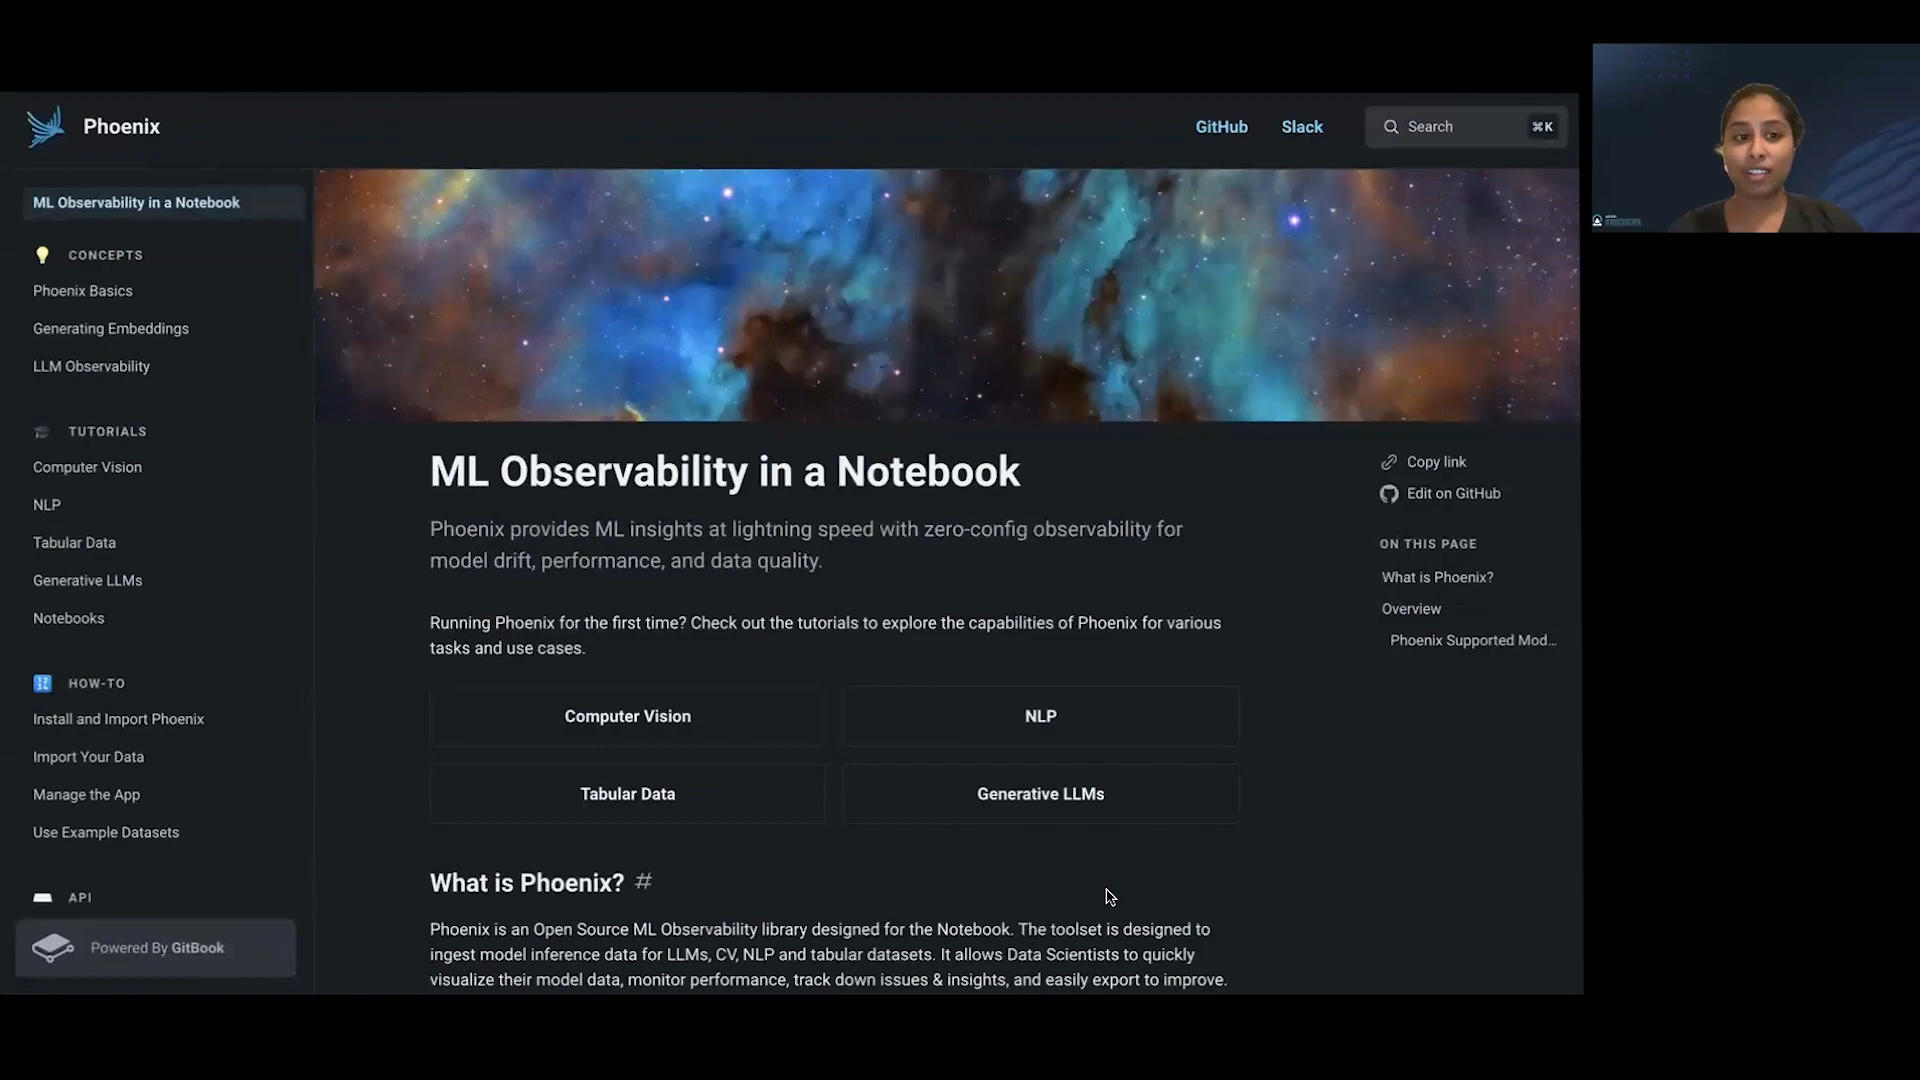 Phoenix
GitHub
Slack
Search
⌘K
ML Observability in a Notebook
CONCEPTS
Phoenix Basics
Generating Embeddings
LLM Observability
TUTORIALS
Computer Vision
NLP
Tabular Data
Generative LLMs
Notebooks
HOW-TO
Install and Import Phoenix
Import Your Data
Manage the App
Use Example Datasets
API
Powered By GitBook
ML Observability in a Notebook
Phoenix provides ML insights at lightning speed with zero-config observability for
model drift, performance, and data quality.
Running Phoenix for the first time? Check out the tutorials to explore the capabilities of Phoenix for various
tasks and use cases.
Computer Vision
NLP
Tabular Data
Generative LLMs
What is Phoenix? #
Phoenix is an Open Source ML Observability library designed for the Notebook. The toolset is designed to
ingest model inference data for LLMs, CV, NLP and tabular datasets. It allows Data Scientists to quickly
visualize their model data, monitor performance, track down issues & insights, and easily export to improve.
Copy link
Edit on GitHub
ON THIS PAGE
What is Phoenix?
Overview
Phoenix Supported Mod...